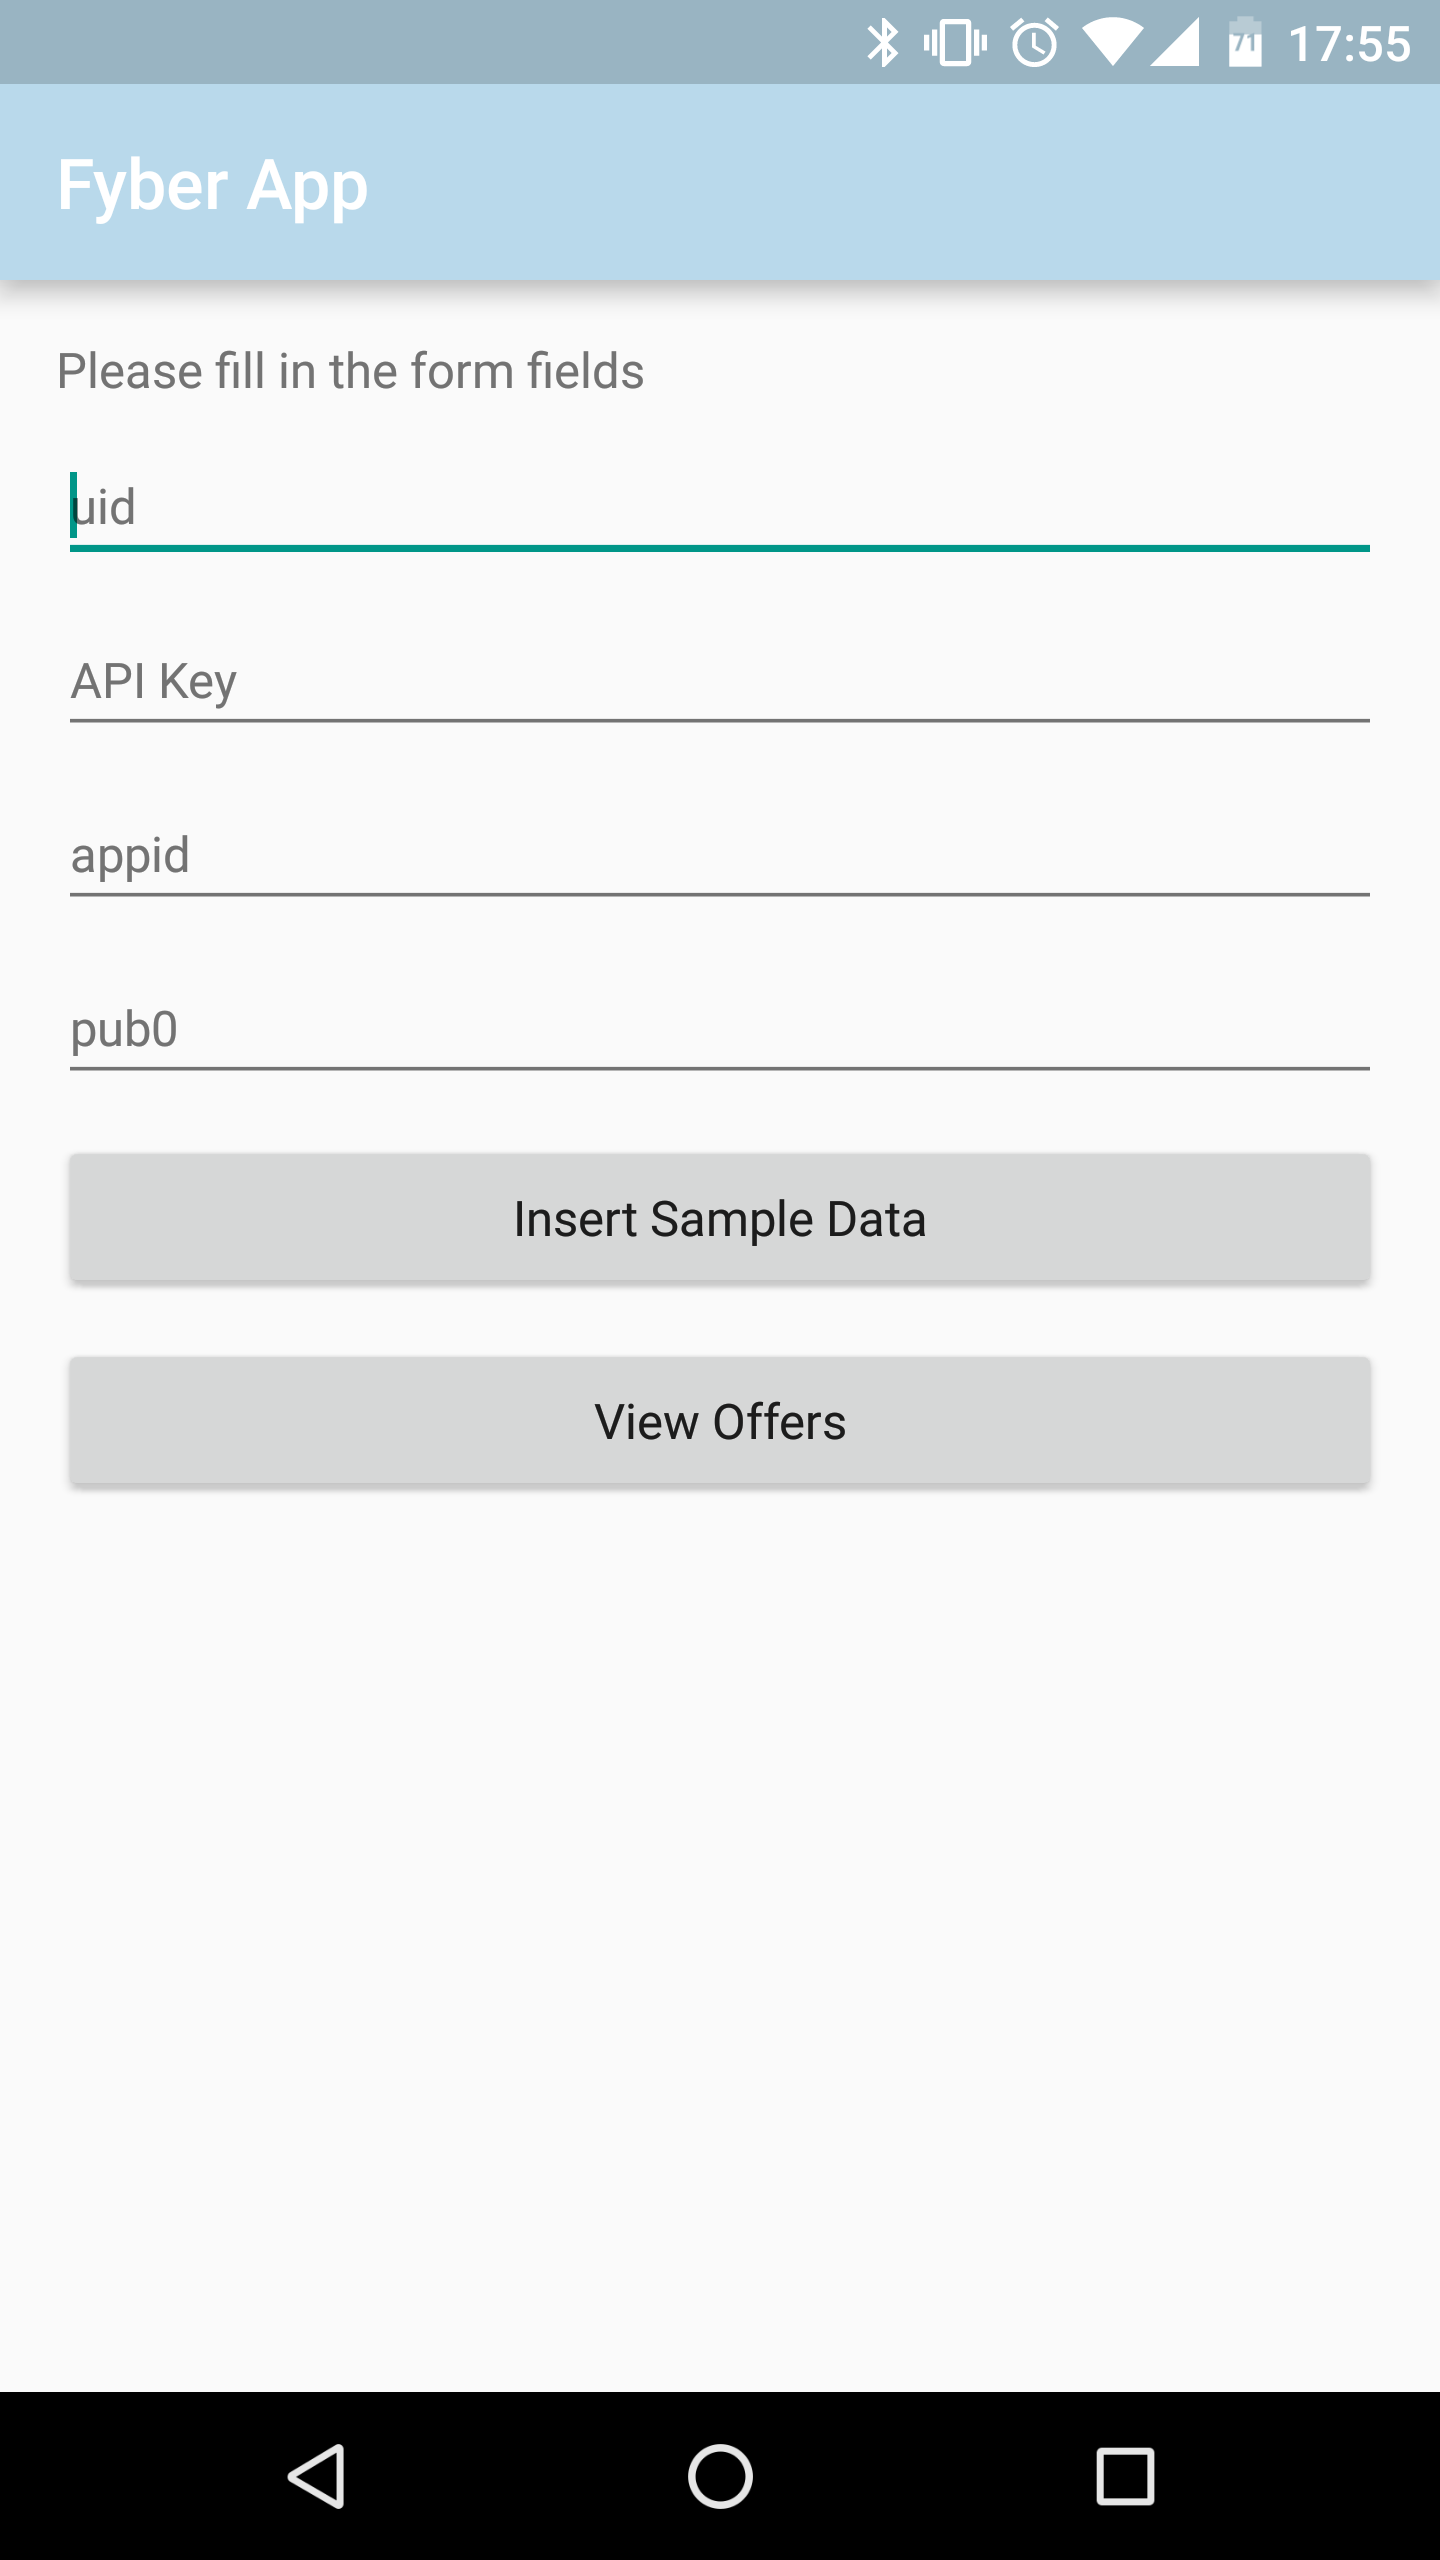 71 17:55
Fyber App
Please fill in the form fields
uid
API Key
appid
pub0
Insert Sample Data
View Offers